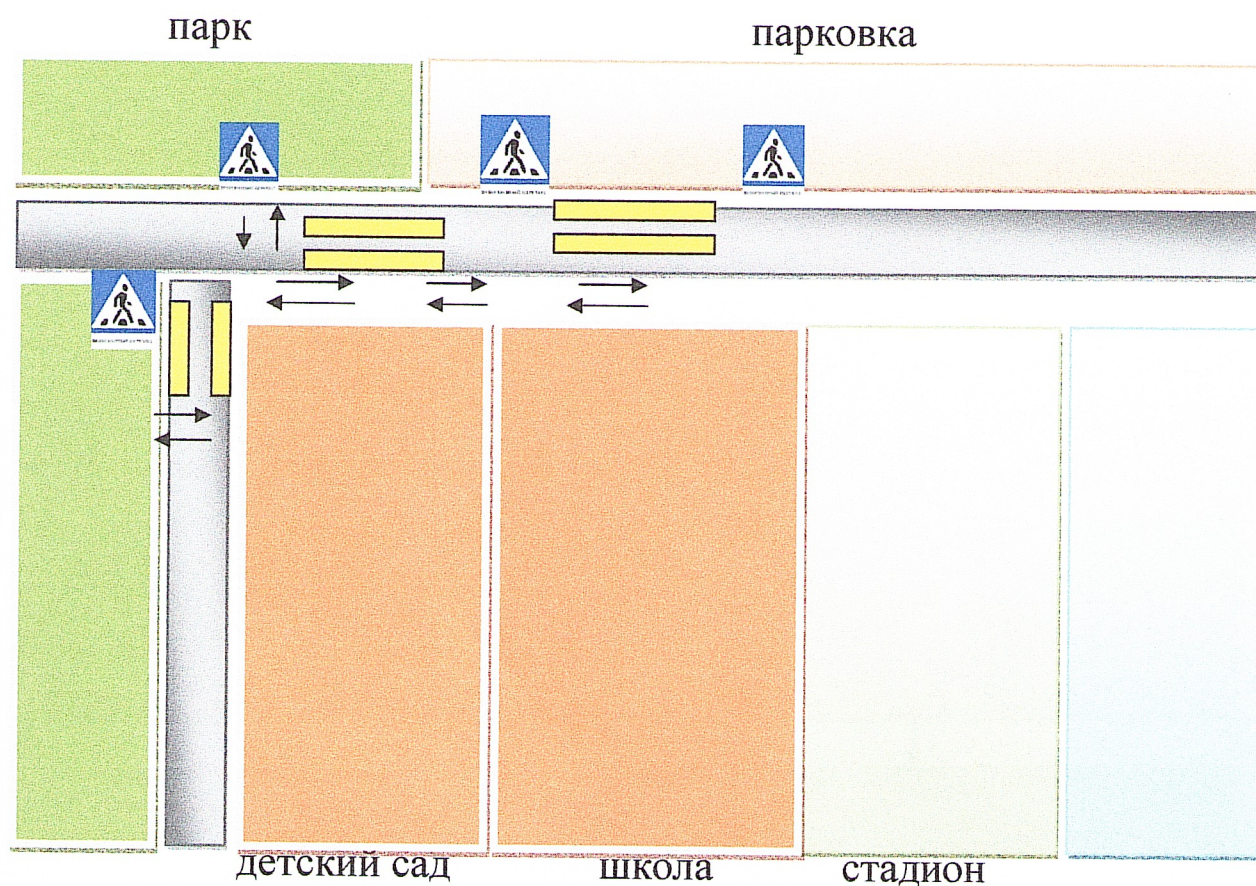 парк
парковка
детский сад
школа
стадион